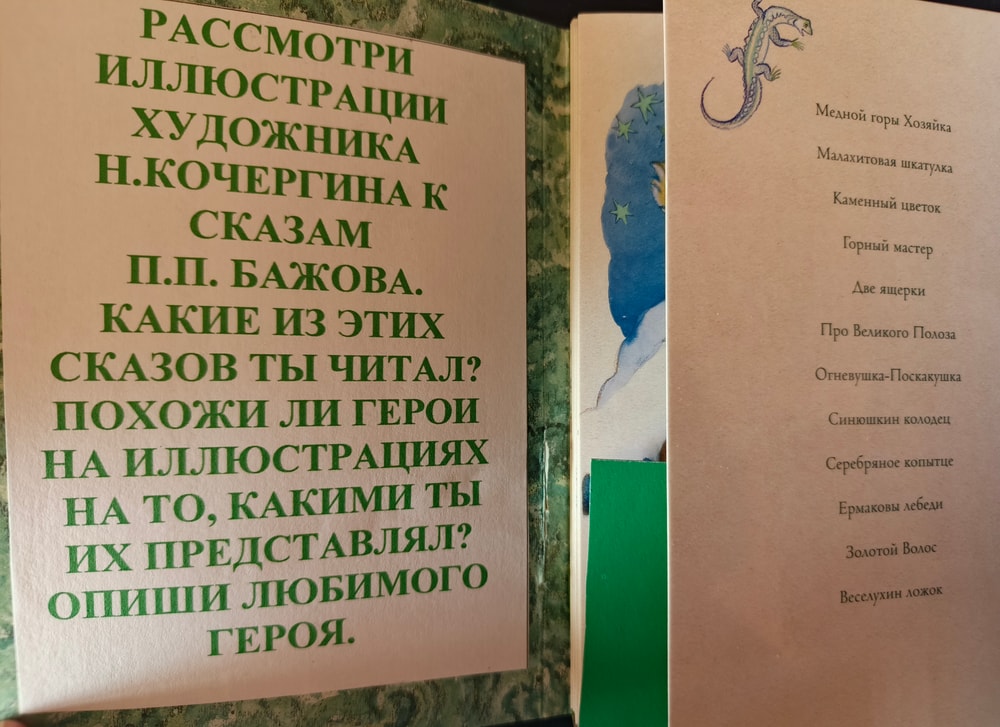 РАССМОТРИ
ИЛЛЮСТРАЦИИ
ХУДОЖНИКА
Н.КОЧЕРГИНА К
СКАЗАМ
П.П. БАЖОВА.
КАКИЕ ИЗ ЭТИХ
СКАЗОВ ТЫ ЧИТАЛ?
ПОХОЖИ ЛИ ГЕРОИ
НА ИЛЛЮСТРАЦИЯХ
НА ТО, КАКИМИ ТЫ
ИХ ПРЕДСТАВЛЯЛ?
ОПИШИ ЛЮБИМОГО
ГЕРОЯ.
Медной горы Хозяйка
Малахитовая шкатулка
Каменный цветок
Горный мастер
Две ящерки
Про Великого Полоза
Огневушка-Поскакушка
Синюшкин колодец
Серебряное копытце
Ермаковы лебеди
Золотой Волос
Веселухин ложок